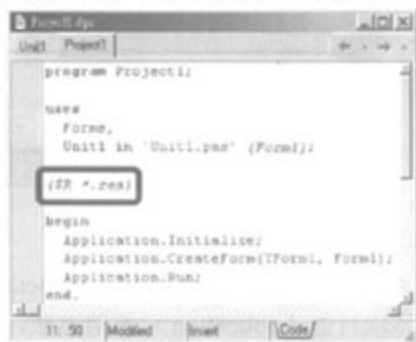 Project1.dpr
Unit1 Project1
program Project1;
uses
Forms,
Unit1 in 'Unit1.pas' {Form1};
{$R *.res}
begin
Application.Initialize;
Application.CreateForm(TForm1, Form1);
Application.Run;
end.
11: 50 Modified Insert Code